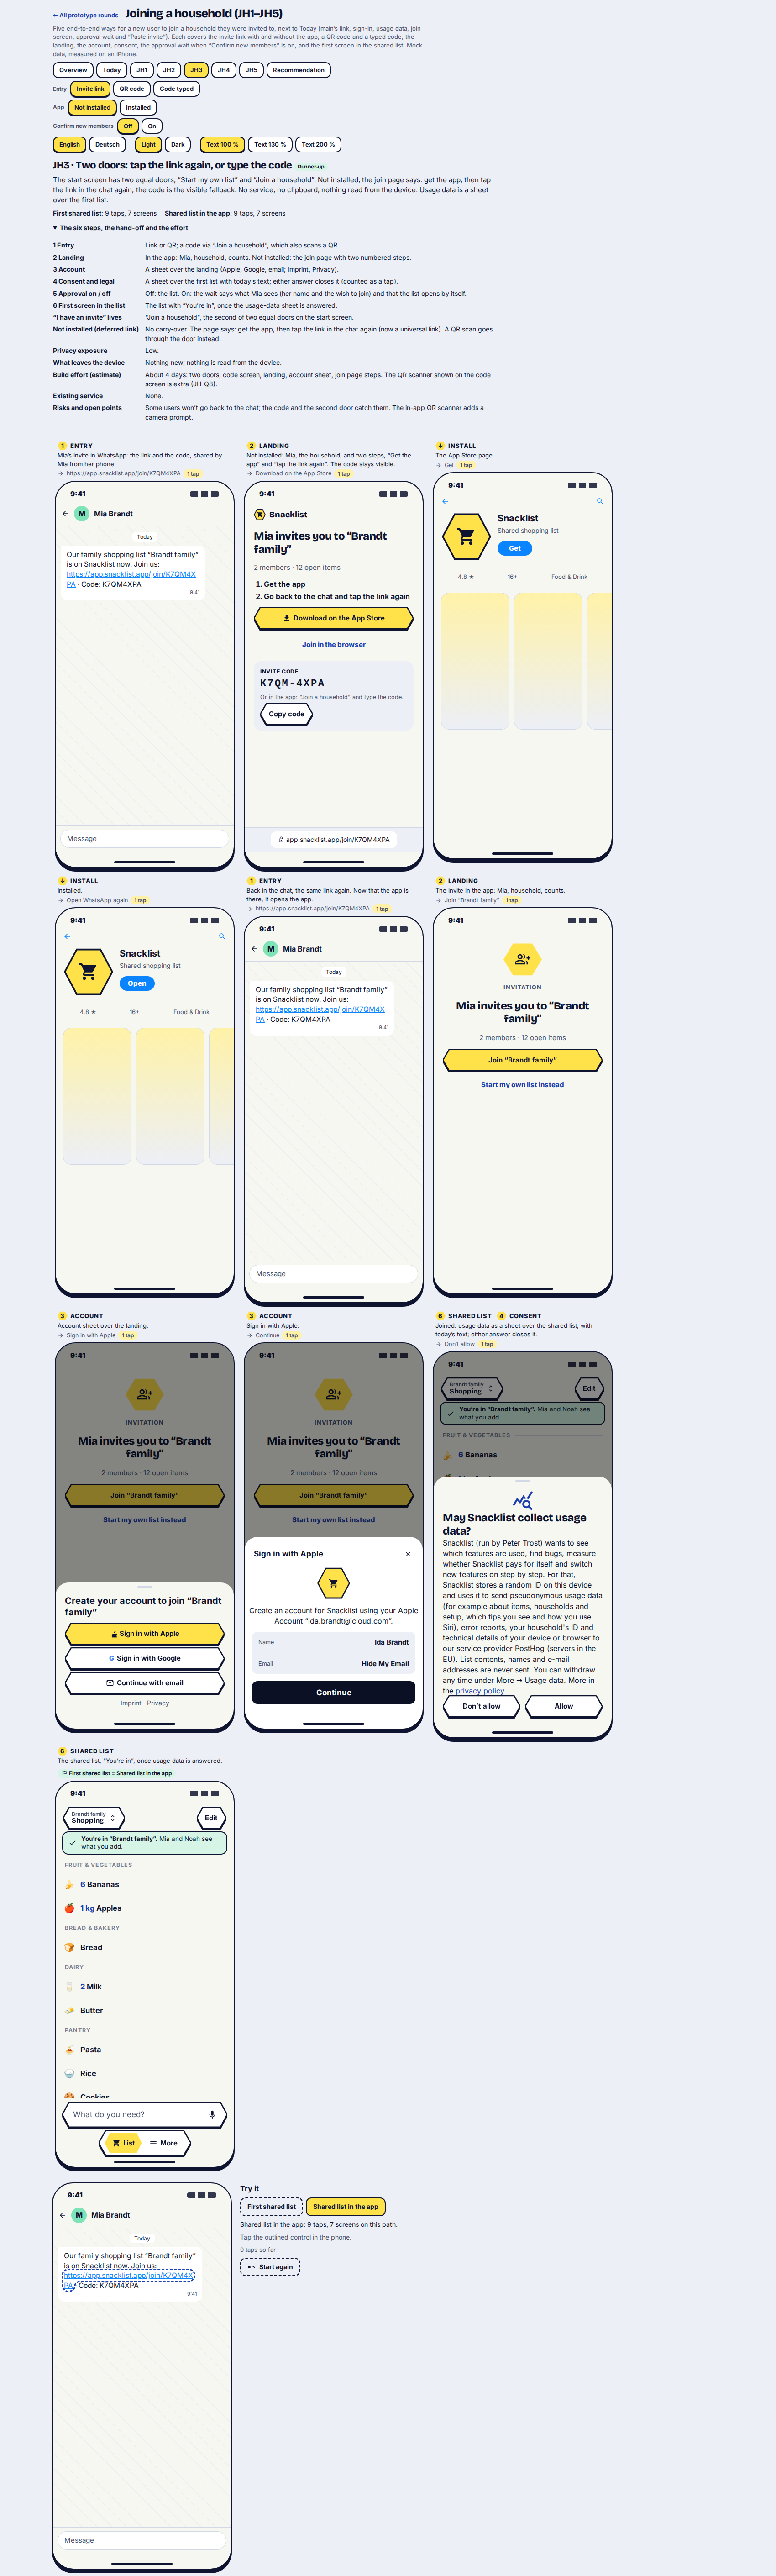 ← All prototype rounds Joining a household (JH1–JH5)
Five end-to-end ways for a new user to join a household they were invited to, next to Today (main's link, sign-in, usage data, join
screen, approval wait and “Paste invite”). Each covers the invite link with and without the app, a QR code and a typed code, the
landing, the account, consent, the approval wait when “Confirm new members” is on, and the first screen in the shared list. Mock
data, measured on an iPhone.
Overview Today JH1 JH2 JH3 JH4 JH5 Recommendation
Entry Invite link QR code Code typed
App Not installed Installed
Confirm new members Off On
English Deutsch Light Dark Text 100 % Text 130 % Text 200 %
JH3 · Two doors: tap the link again, or type the code Runner-up
The start screen has two equal doors, “Start my own list” and “Join a household”. Not installed, the join page says: get the app, then tap
the link in the chat again; the code is the visible fallback. No service, no clipboard, nothing read from the device. Usage data is a sheet
over the first list.
First shared list: 9 taps, 7 screens Shared list in the app: 9 taps, 7 screens
▼ The six steps, the hand-off and the effort
1 Entry Link or QR; a code via “Join a household”, which also scans a QR.
2 Landing In the app: Mia, household, counts. Not installed: the join page with two numbered steps.
3 Account A sheet over the landing (Apple, Google, email; Imprint, Privacy).
4 Consent and legal A sheet over the first list with today's text; either answer closes it (counted as a tap).
5 Approval on / off Off: the list. On: the wait says what Mia sees (her name and the wish to join) and that the list opens by itself.
6 First screen in the list The list with “You're in”, once the usage-data sheet is answered.
“I have an invite” lives “Join a household”, the second of two equal doors on the start screen.
Not installed (deferred link) No carry-over. The page says: get the app, then tap the link in the chat again (now a universal link). A QR scan goes
through the door instead.
Privacy exposure Low.
What leaves the device Nothing new; nothing is read from the device.
Build effort (estimate) About 4 days: two doors, code screen, landing, account sheet, join page steps. The QR scanner shown on the code
screen is extra (JH-Q8).
Existing service None.
Risks and open points Some users won't go back to the chat; the code and the second door catch them. The in-app QR scanner adds a
camera prompt.
1 ENTRY
Mia's invite in WhatsApp: the link and the code, shared by
Mia from her phone.
→ https://app.snacklist.app/join/K7QM4XPA 1 tap
9:41
← M Mia Brandt
Today
Our family shopping list “Brandt family”
is on Snacklist now. Join us:
https://app.snacklist.app/join/K7QM4X
PA · Code: K7QM4XPA
9:41
Message
2 LANDING
Not installed: Mia, the household, and two steps, “Get the
app” and “tap the link again”. The code stays visible.
→ Download on the App Store 1 tap
9:41
Snacklist
Mia invites you to “Brandt
family”
2 members · 12 open items
1. Get the app
2. Go back to the chat and tap the link again
Download on the App Store
Join in the browser
INVITE CODE
K7QM-4XPA
Or in the app: “Join a household” and type the code.
Copy code
app.snacklist.app/join/K7QM4XPA
INSTALL
The App Store page.
→ Get 1 tap
9:41
Snacklist
Shared shopping list
Get
4.8 ★ 16+ Food & Drink
INSTALL
Installed.
→ Open WhatsApp again 1 tap
9:41
Snacklist
Shared shopping list
Open
4.8 ★ 16+ Food & Drink
1 ENTRY
Back in the chat, the same link again. Now that the app is
there, it opens the app.
→ https://app.snacklist.app/join/K7QM4XPA 1 tap
9:41
← M Mia Brandt
Today
Our family shopping list “Brandt family”
is on Snacklist now. Join us:
https://app.snacklist.app/join/K7QM4X
PA · Code: K7QM4XPA
9:41
Message
2 LANDING
The invite in the app: Mia, household, counts.
→ Join “Brandt family” 1 tap
9:41
INVITATION
Mia invites you to “Brandt
family”
2 members · 12 open items
Join “Brandt family”
Start my own list instead
3 ACCOUNT
Account sheet over the landing.
→ Sign in with Apple 1 tap
9:41
INVITATION
Mia invites you to “Brandt
family”
2 members · 12 open items
Join “Brandt family”
Start my own list instead
Create your account to join “Brandt
family”
Sign in with Apple
G Sign in with Google
Continue with email
Imprint · Privacy
3 ACCOUNT
Sign in with Apple.
→ Continue 1 tap
9:41
INVITATION
Mia invites you to “Brandt
family”
2 members · 12 open items
Join “Brandt family”
Start my own list instead
Sign in with Apple ×
Create an account for Snacklist using your Apple
Account “ida.brandt@icloud.com”.
Name Ida Brandt
Email Hide My Email
Continue
6 SHARED LIST 4 CONSENT
Joined: usage data as a sheet over the shared list, with
today's text; either answer closes it.
→ Don't allow 1 tap
9:41
Brandt family
Shopping
Edit
You're in “Brandt family”. Mia and Noah see
what you add.
FRUIT & VEGETABLES
6 Bananas
May Snacklist collect usage
data?
Snacklist (run by Peter Trost) wants to see
which features are used, find bugs, measure
whether Snacklist pays for itself and switch
new features on step by step. For that,
Snacklist stores a random ID on this device
and uses it to send pseudonymous usage data
(for example about items, households and
setup, which tips you see and how you use
Siri), error reports, your household's ID and
technical details of your device or browser to
our service provider PostHog (servers in the
EU). List contents, names and e-mail
addresses are never sent. You can withdraw
any time under More → Usage data. More in
the privacy policy.
Don't allow Allow
6 SHARED LIST
The shared list, “You're in”, once usage data is answered.
First shared list = Shared list in the app
9:41
Brandt family
Shopping
Edit
You're in “Brandt family”. Mia and Noah see
what you add.
FRUIT & VEGETABLES
6 Bananas
1 kg Apples
BREAD & BAKERY
Bread
DAIRY
2 Milk
Butter
PANTRY
Pasta
Rice
Cookies
What do you need?
List More
9:41
← M Mia Brandt
Today
Our family shopping list “Brandt family”
is on Snacklist now. Join us:
https://app.snacklist.app/join/K7QM4X
PA · Code: K7QM4XPA
9:41
Message
Try it
First shared list Shared list in the app
Shared list in the app: 9 taps, 7 screens on this path.
Tap the outlined control in the phone.
0 taps so far
Start again